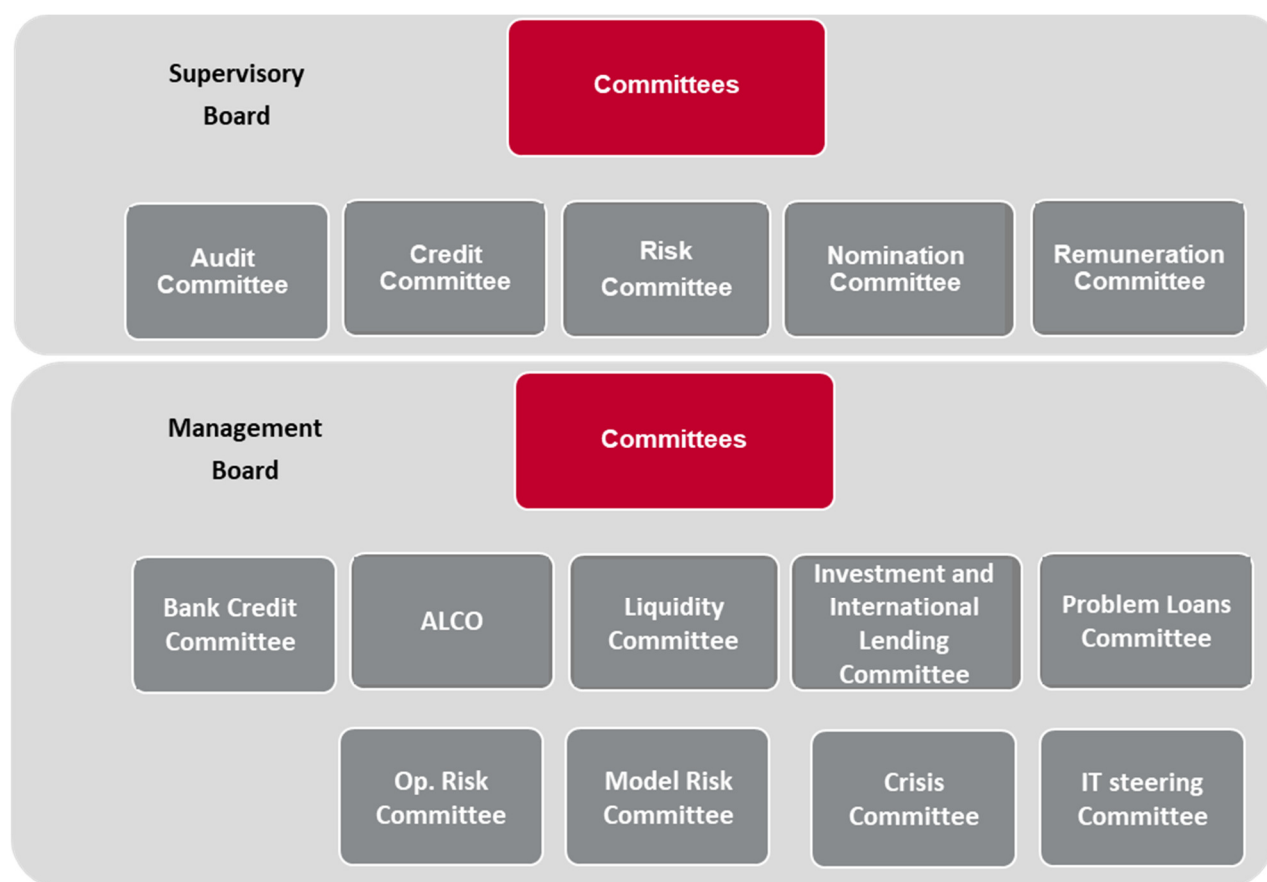 Supervisory
Board
Committees
Audit
Committee
Credit
Committee
Risk
Committee
Nomination
Committee
Remuneration
Committee
Management
Board
Committees
Bank Credit
Committee
ALCO
Liquidity
Committee
Investment and
International
Lending
Committee
Problem Loans
Committee
Op. Risk
Committee
Model Risk
Committee
Crisis
Committee
IT steering
Committee